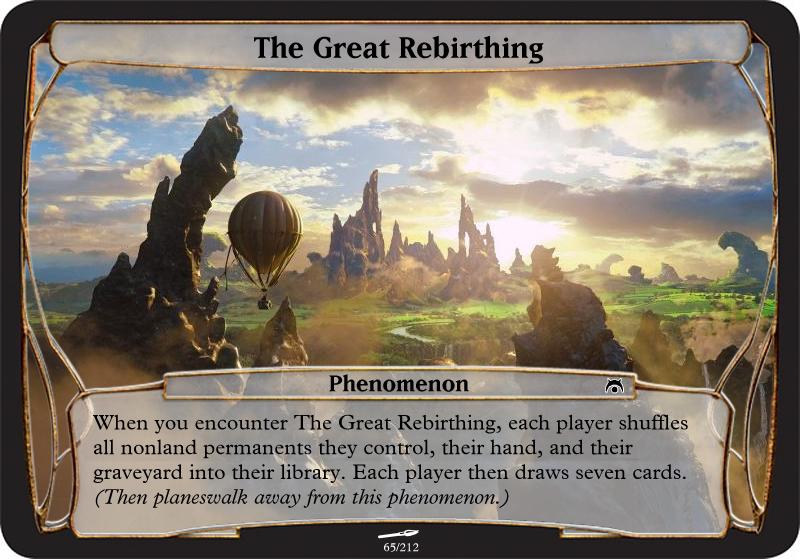 The Great Rebirthing
Phenomenon
When you encounter The Great Rebirthing, each player shuffles
all nonland permanents they control, their hand, and their
graveyard into their library. Each player then draws seven cards.
(Then planeswalk away from this phenomenon.)
65/212